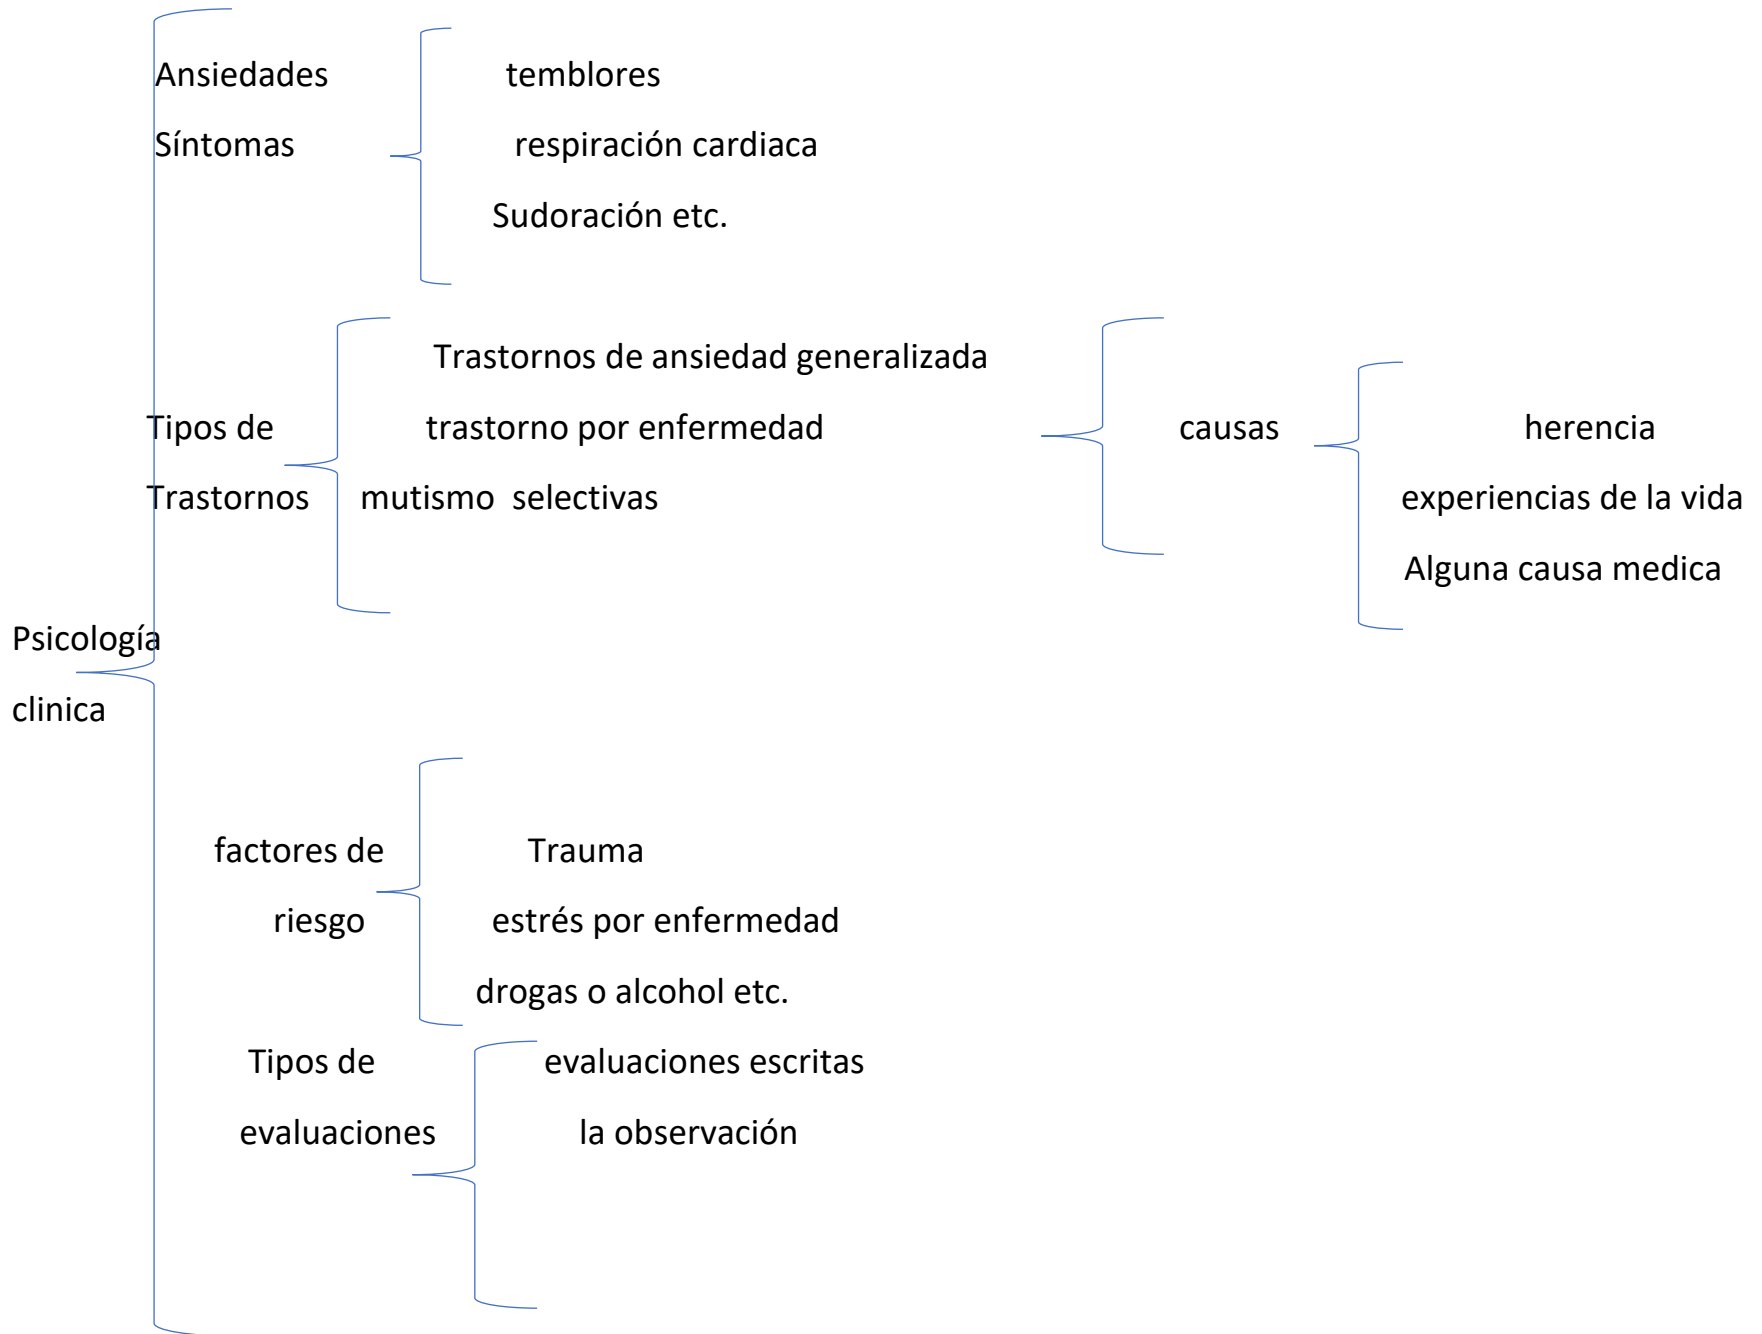 Ansiedades temblores
Síntomas respiración cardiaca
Sudoración etc.
Trastornos de ansiedad generalizada
Tipos de trastorno por enfermedad causas herencia
Trastornos mutismo selectivas experiencias de la vida
Alguna causa medica
Psicología
clinica
factores de Trauma
riesgo estrés por enfermedad
drogas o alcohol etc.
Tipos de evaluaciones escritas
evaluaciones la observación